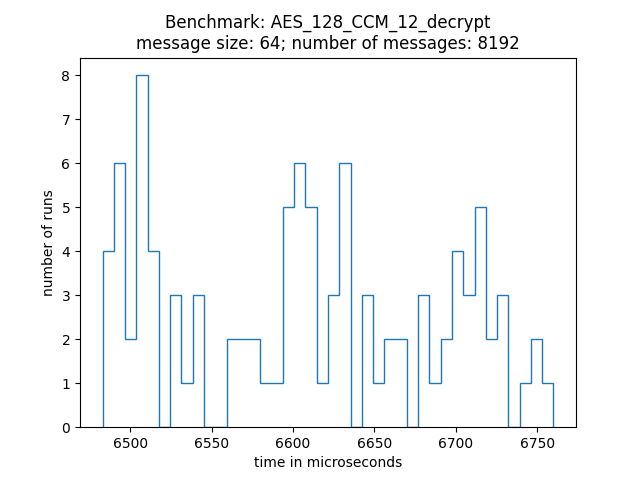 Benchmark: AES_128_CCM_12_decrypt
message size: 64; number of messages: 8192
8
7
6
5
4
3
2
1
0
number of runs
6500 6550 6600 6650 6700 6750
time in microseconds